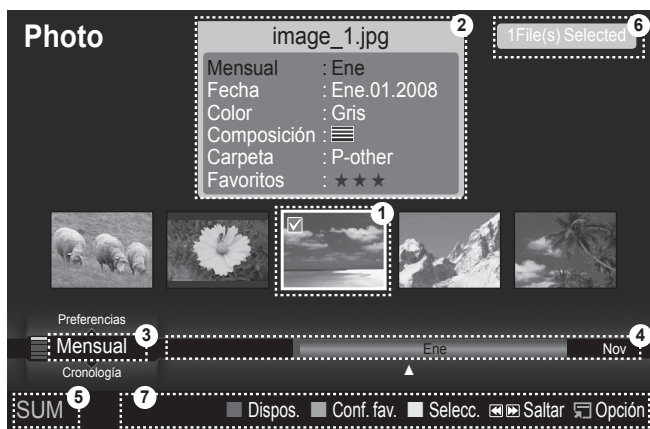 Photo
image_1.jpg
2
1File(s) Selected
6
Mensual : Ene
Fecha : Ene.01.2008
Color : Gris
Composición :
Carpeta : P-other
Favoritos : ★★★
1
Preferencias
3
4
Mensual
Ene
Nov
Cronología
5
7
SUM
Dispos.
Conf. fav.
Selecc.
Saltar
Opción